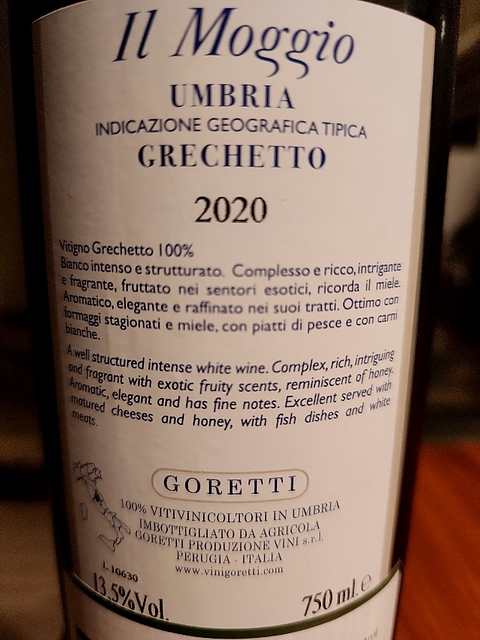 Il Moggio
UMBRIA
INDICAZIONE GEOGRAFICA TIPICA
GRECHETTO
2020
Vitigno Grechetto 100%
Bianco intenso e strutturato. Complesso e ricco, intrigante
e fragrante, fruttato nei sentori esotici, ricorda il miele.
Aromatico, elegante e raffinato nei suoi tratti. Ottimo con
formaggi stagionati e miele, con piatti di pesce e con carni
bianche.
A well structured intense white wine. Complex, rich, intriguing
and fragrant with exotic fruity scents, reminiscent of honey.
Aromatic, elegant and has fine notes. Excellent served with
matured cheeses and honey, with fish dishes and white
meats.
GORETTI
100% VITIVINICOLTORI IN UMBRIA
IMBOTTIGLIATO DA AGRICOLA
GORETTI PRODUZIONE VINI s.r.l.
PERUGIA - ITALIA
www.vinigoretti.com
L.10630
13.5%Vol. 750 ml. e